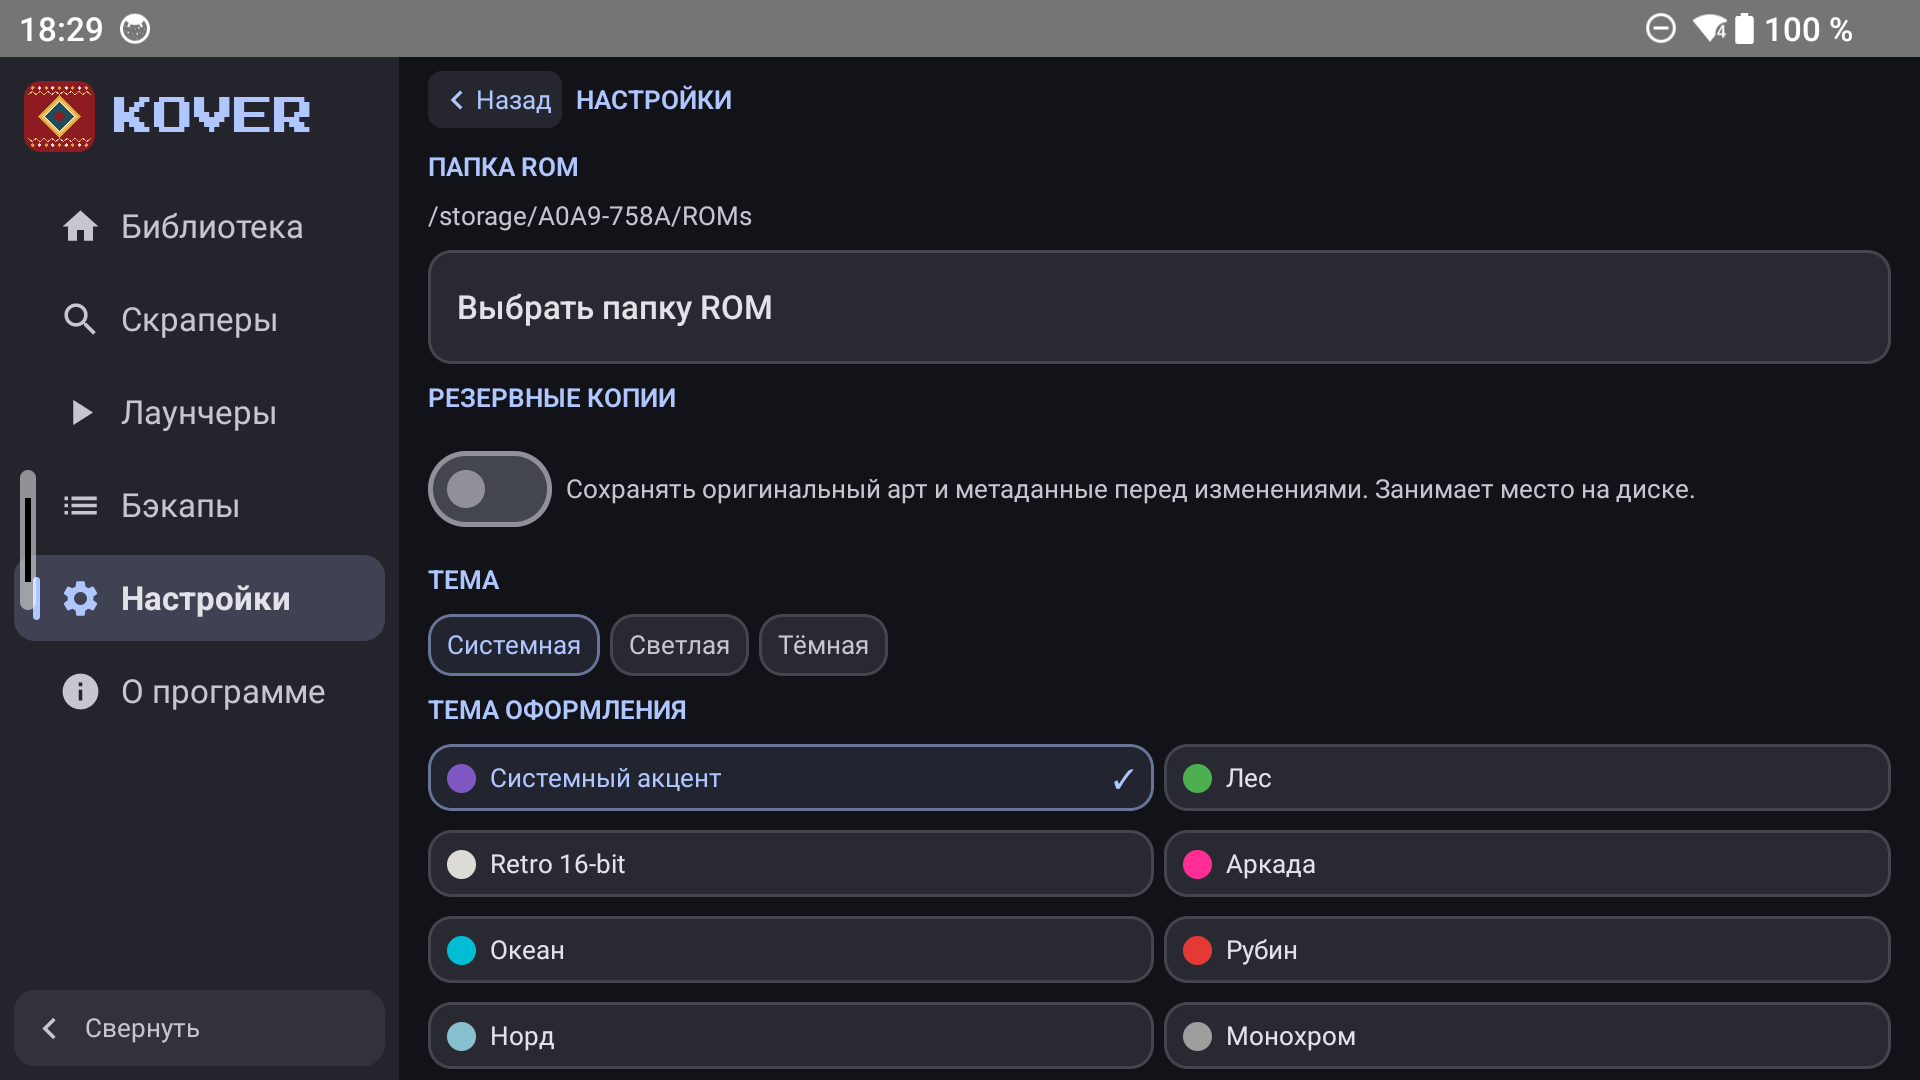 18:29
4 100 %
KOVER
Библиотека
Скраперы
Лаунчеры
Бэкапы
Настройки
О программе
Свернуть
Назад НАСТРОЙКИ
ПАПКА ROM
/storage/A0A9-758A/ROMs
Выбрать папку ROM
РЕЗЕРВНЫЕ КОПИИ
Сохранять оригинальный арт и метаданные перед изменениями. Занимает место на диске.
ТЕМА
Системная Светлая Тёмная
ТЕМА ОФОРМЛЕНИЯ
Системный акцент ✓ Лес
Retro 16-bit Аркада
Океан Рубин
Норд Монохром